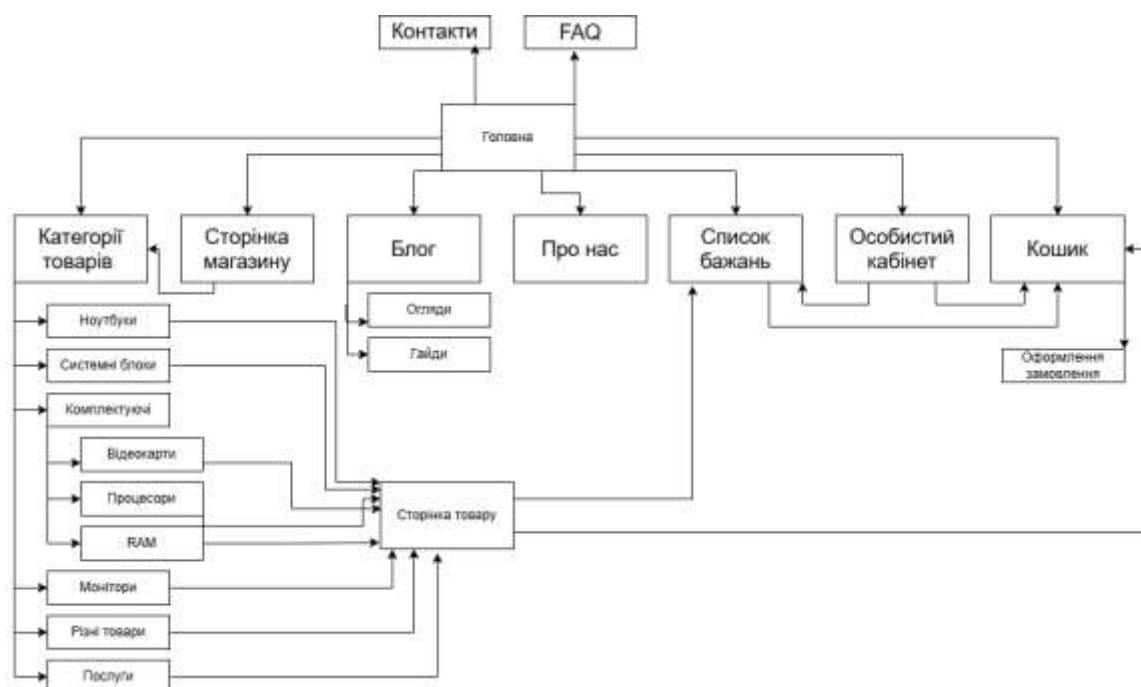 Контакти
FAQ
Головна
Категорії
товарів
Сторінка
магазину
Блог
Про нас
Список
бажань
Особистий
кабінет
Кошик
Ноутбуки
Огляди
Системні блоки
Гайди
Оформлення
замовлення
Комплектуючі
Відеокарти
Процесори
Сторінка товару
RAM
Монітори
Різні товари
Послуги